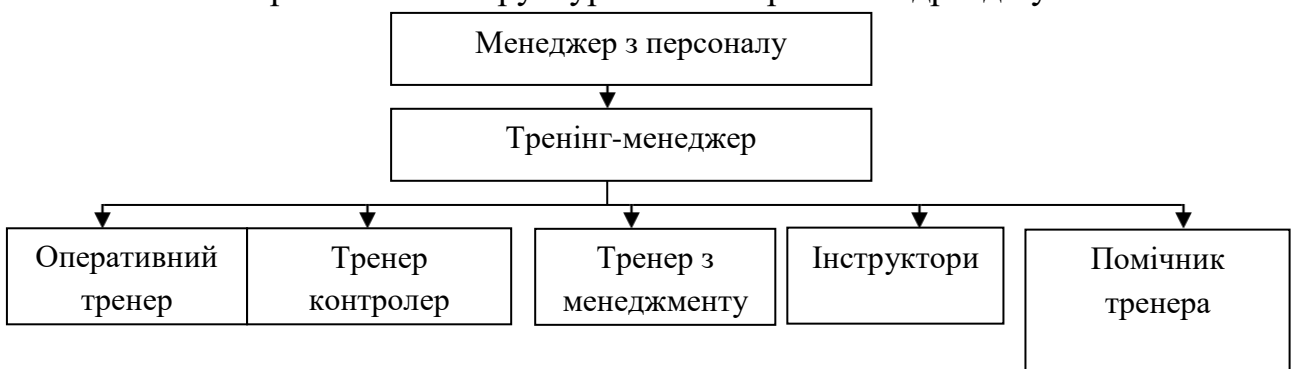 Менеджер з персоналу
Тренінг-менеджер
Оперативний
тренер
Тренер
контролер
Тренер з
менеджменту
Інструктори
Помічник
тренера